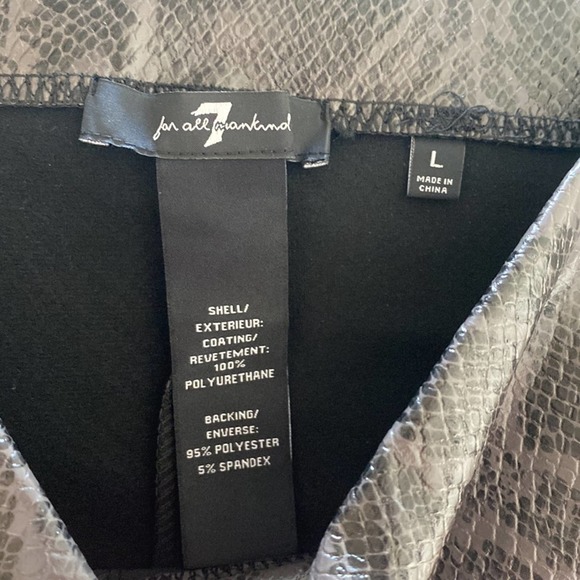 7
for all mankind
L
MADE IN
CHINA
SHELL/
EXTERIEUR:
COATING/
REVETEMENT:
100%
POLYURETHANE
BACKING/
ENVERSE:
95% POLYESTER
5% SPANDEX